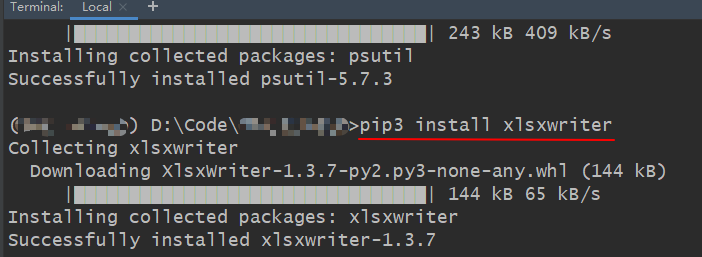 Terminal: Local × +
243 kB 409 kB/s
Installing collected packages: psutil
Successfully installed psutil-5.7.3
( ) D:\Code\ >pip3 install xlsxwriter
Collecting xlsxwriter
Downloading XlsxWriter-1.3.7-py2.py3-none-any.whl (144 kB)
144 kB 65 kB/s
Installing collected packages: xlsxwriter
Successfully installed xlsxwriter-1.3.7